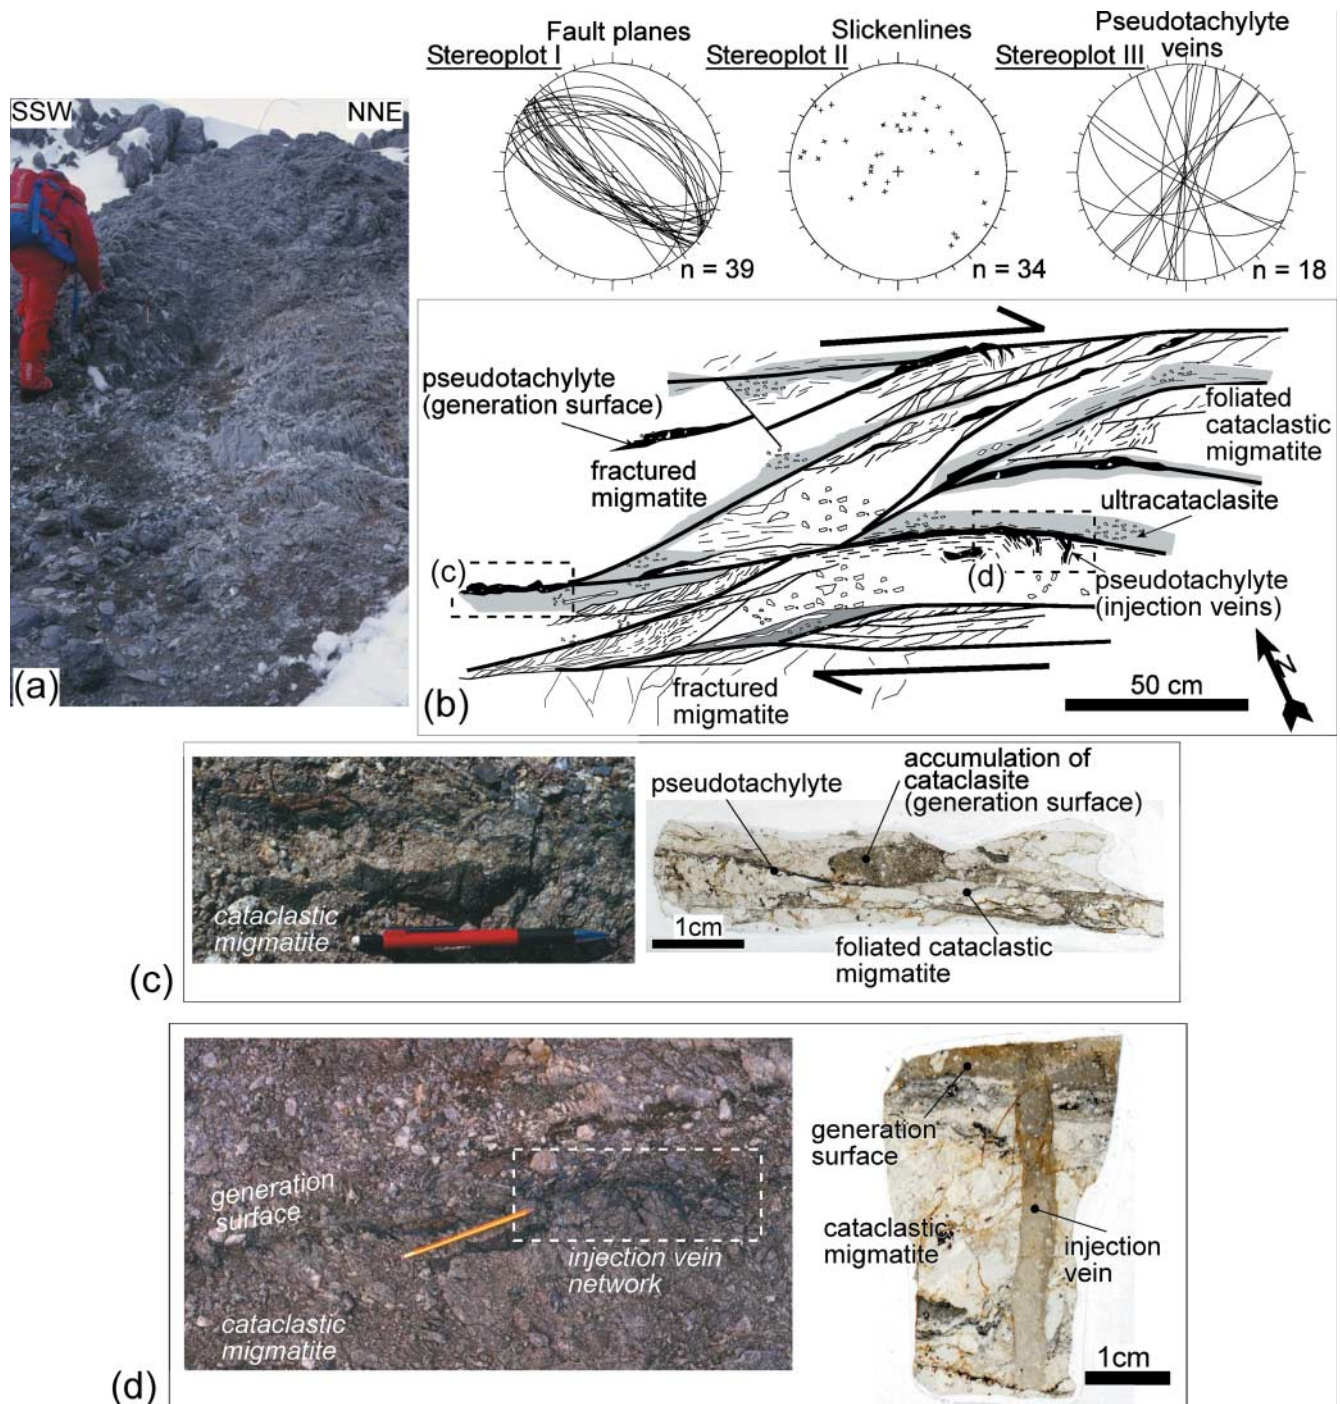 Fault planes
Stereoplot I
n = 39
Slickenlines
Stereoplot II
n = 34
Pseudotachylyte
veins
Stereoplot III
n = 18
SSW
NNE
(a)
pseudotachylyte
(generation surface)
fractured
migmatite
foliated
cataclastic
migmatite
ultracataclasite
(c)
(d)
pseudotachylyte
(injection veins)
fractured
migmatite
N
50 cm
(b)
cataclastic
migmatite
pseudotachylyte
accumulation of
cataclasite
(generation surface)
1cm
foliated cataclastic
migmatite
(c)
generation
surface
injection vein
network
cataclastic
migmatite
generation
surface
cataclastic
migmatite
injection
vein
1cm
(d)